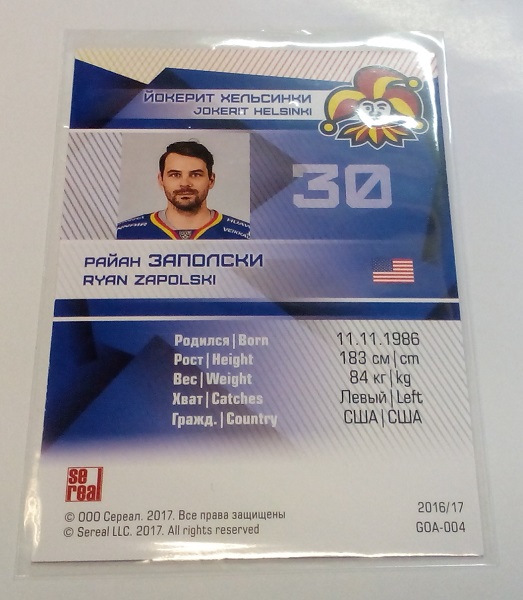 ЙОКЕРИТ ХЕЛЬСИНКИ
JOKERIT HELSINKI
30
HUAW
VEIKKAU
РАЙАН ЗАПОЛСКИ
RYAN ZAPOLSKI
Родился|Born 11.11.1986
Рост|Height 183 см|cm
Вес|Weight 84 кг|kg
Хват|Catches Левый|Left
Гражд.|Country США|США
se
real
© ООО Сереал. 2017. Все права защищены
© Sereal LLC. 2017. All rights reserved
2016/17
GOA-004